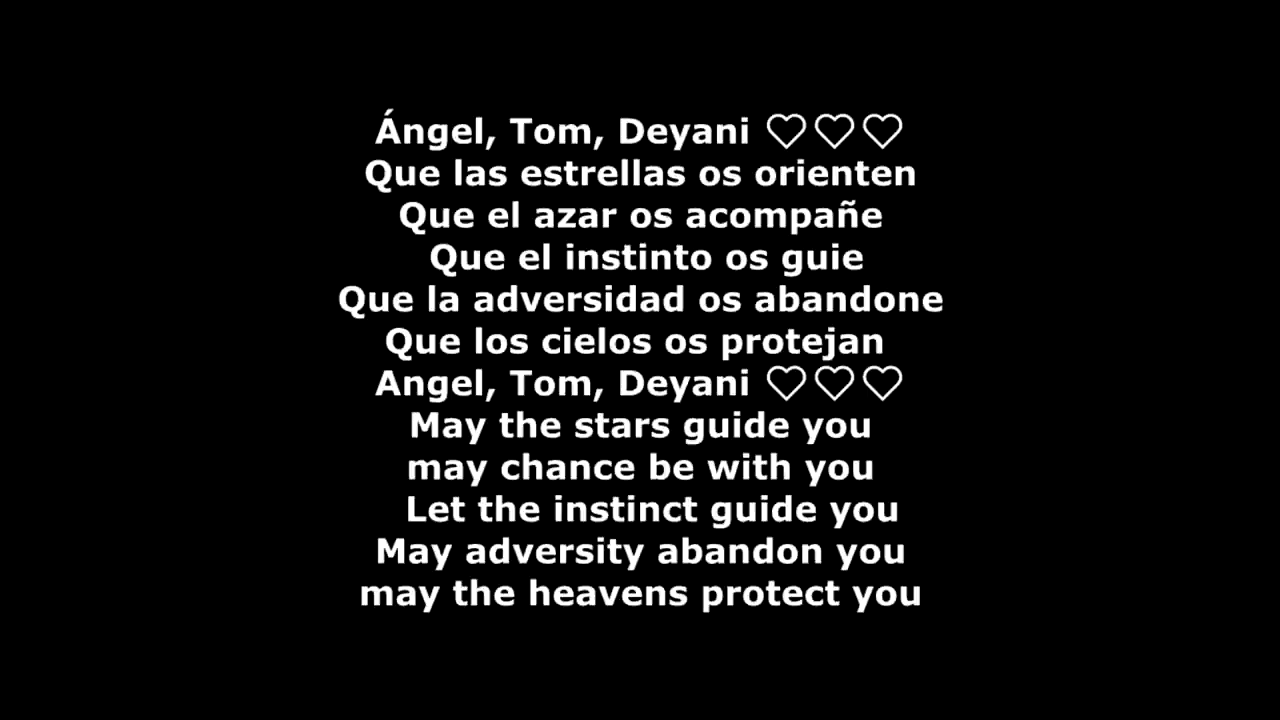 Ángel, Tom, Deyani ♡♡♡
Que las estrellas os orienten
Que el azar os acompañe
Que el instinto os guie
Que la adversidad os abandone
Que los cielos os protejan
Angel, Tom, Deyani ♡♡♡
May the stars guide you
may chance be with you
Let the instinct guide you
May adversity abandon you
may the heavens protect you